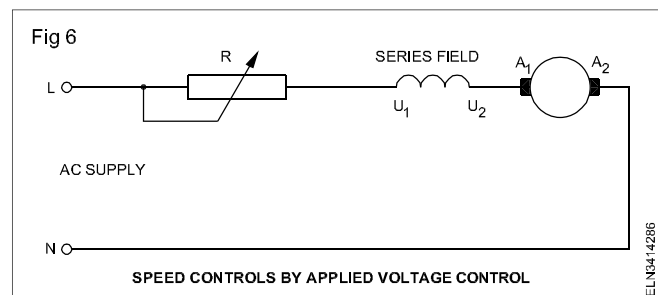 Fig 6
R
SERIES FIELD
A1 A2
L
U1 U2
AC SUPPLY
N
SPEED CONTROLS BY APPLIED VOLTAGE CONTROL
ELN3414286